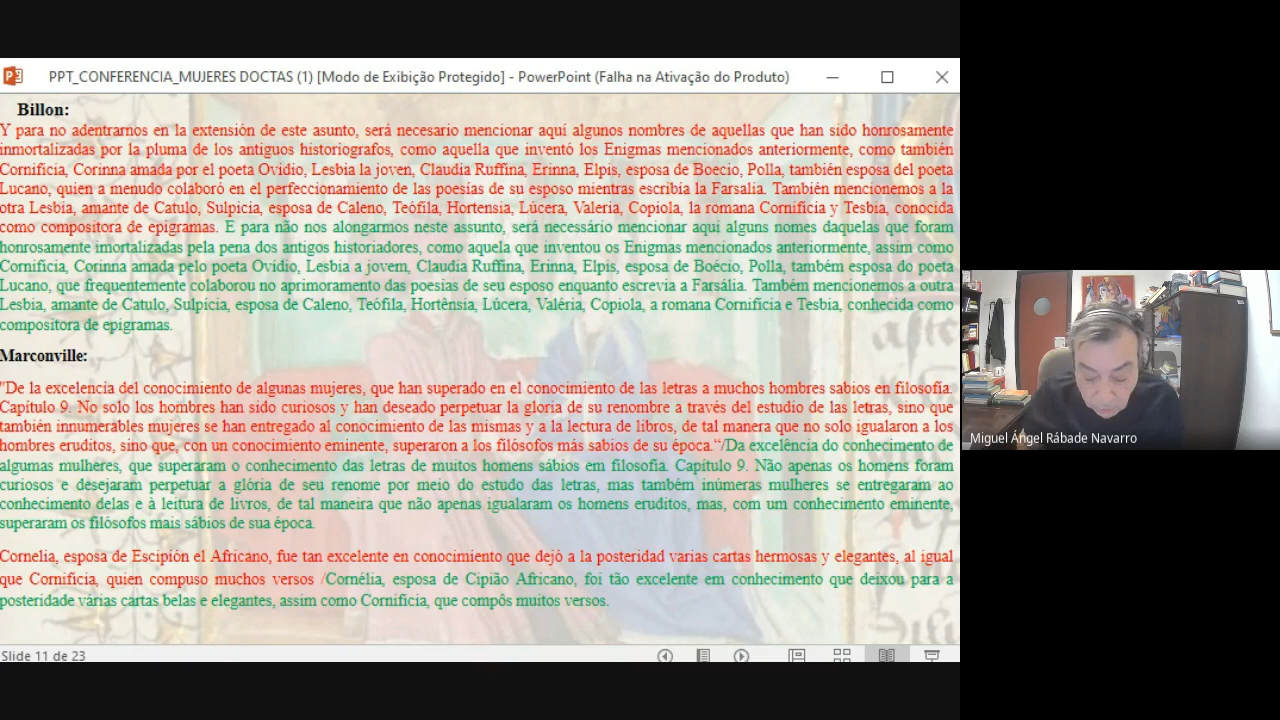 PPT_CONFERENCIA_MUJERES DOCTAS (1) [Modo de Exibição Protegido] - PowerPoint (Falha na Ativação do Produto)
Billon:
Y para no adentrarnos en la extensión de este asunto, será necesario mencionar aquí algunos nombres de aquellas que han sido honrosamente
inmortalizadas por la pluma de los antiguos historiografos, como aquella que inventó los Enigmas mencionados anteriormente, como también
Cornificia, Corinna amada por el poeta Ovidio, Lesbia la joven, Claudia Ruffina, Erinna, Elpis, esposa de Boecio, Polla, también esposa del poeta
Lucano, quien a menudo colaboró en el perfeccionamiento de las poesías de su esposo mientras escribía la Farsalia. También mencionemos a la
otra Lesbia, amante de Catulo, Sulpicia, esposa de Caleno, Teófila, Hortensia, Lúcera, Valeria, Copiola, la romana Cornificia y Tesbia, conocida
como compositora de epigramas. E para não nos alongarmos neste assunto, será necessário mencionar aqui alguns nomes daquelas que foram
honrosamente imortalizadas pela pena dos antigos historiadores, como aquela que inventou os Enigmas mencionados anteriormente, assim como
Cornificia, Corinna amada pelo poeta Ovídio, Lesbia a jovem, Claudia Ruffina, Erinna, Elpis, esposa de Boécio, Polla, também esposa do poeta
Lucano, que frequentemente colaborou no aprimoramento das poesias de seu esposo enquanto escrevia a Farsália. Também mencionemos a outra
Lesbia, amante de Catulo, Sulpícia, esposa de Caleno, Teófila, Hortênsia, Lúcera, Valéria, Copiola, a romana Cornificia e Tesbia, conhecida como
compositora de epigramas.
Marconville:
"De la excelencia del conocimiento de algunas mujeres, que han superado en el conocimiento de las letras a muchos hombres sabios en filosofía.
Capítulo 9. No solo los hombres han sido curiosos y han deseado perpetuar la gloria de su renombre a través del estudio de las letras, sino que
también innumerables mujeres se han entregado al conocimiento de las mismas y a la lectura de libros, de tal manera que no solo igualaron a los
hombres eruditos, sino que, con un conocimiento eminente, superaron a los filósofos más sabios de su época.“/Da excelência do conhecimento de
algumas mulheres, que superaram o conhecimento das letras de muitos homens sábios em filosofia. Capítulo 9. Não apenas os homens foram
curiosos e desejaram perpetuar a glória de seu renome por meio do estudo das letras, mas também inúmeras mulheres se entregaram ao
conhecimento delas e à leitura de livros, de tal maneira que não apenas igualaram os homens eruditos, mas, com um conhecimento eminente,
superaram os filósofos mais sábios de sua época.
Cornelia, esposa de Escipión el Africano, fue tan excelente en conocimiento que dejó a la posteridad varias cartas hermosas y elegantes, al igual
que Cornificia, quien compuso muchos versos /Cornélia, esposa de Cipião Africano, foi tão excelente em conhecimento que deixou para a
posteridade várias cartas belas e elegantes, assim como Cornificia, que compôs muitos versos.
Slide 11 de 23
Miguel Ángel Rábade Navarro